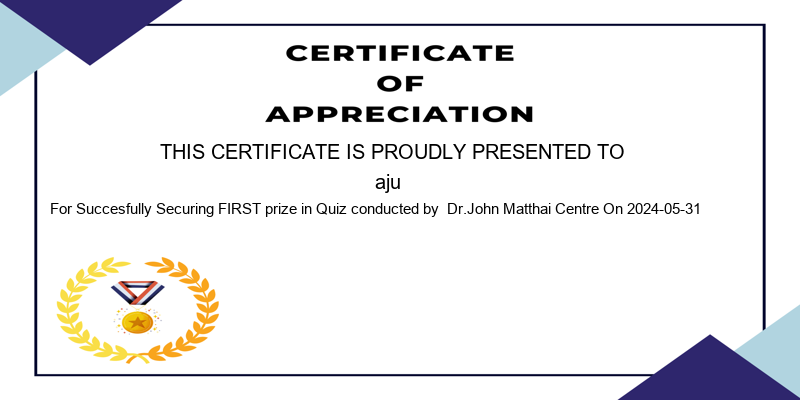 CERTIFICATE
OF
APPRECIATION
THIS CERTIFICATE IS PROUDLY PRESENTED TO
aju
For Succesfully Securing FIRST prize in Quiz conducted by  Dr.John Matthai Centre On 2024-05-31